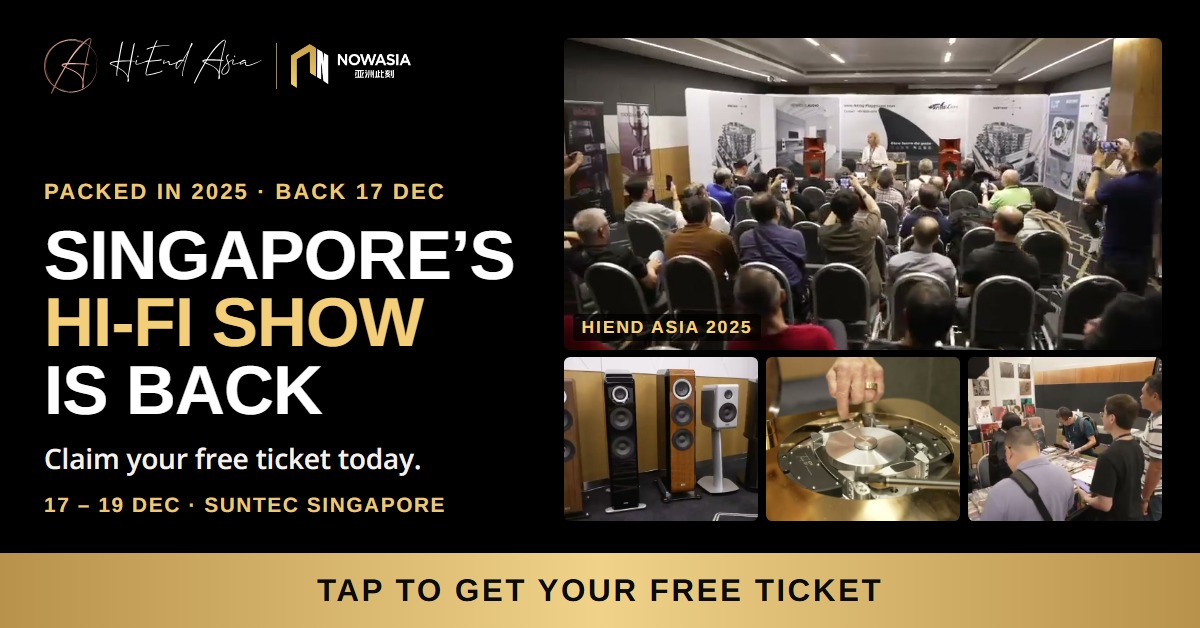 HiEnd Asia
NOWASIA
亚洲此刻
PACKED IN 2025 · BACK 17 DEC
SINGAPORE’S
HI-FI SHOW
IS BACK
Claim your free ticket today.
17 – 19 DEC · SUNTEC SINGAPORE
HIEND ASIA 2025
TAP TO GET YOUR FREE TICKET